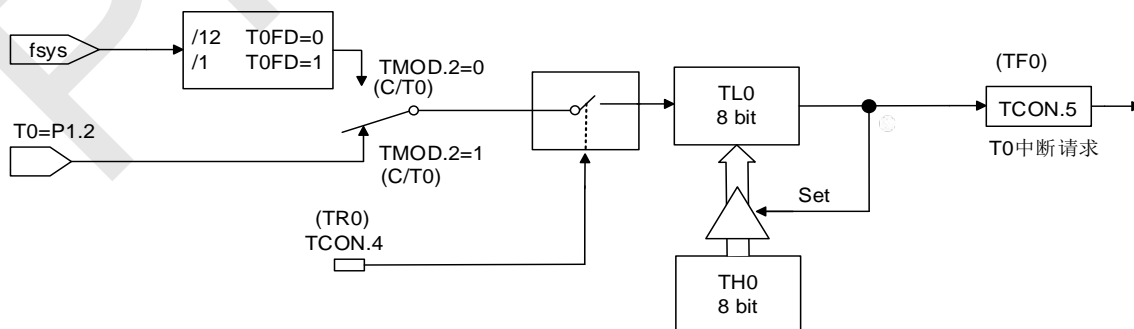 fsys
/12 T0FD=0
/1 T0FD=1
TMOD.2=0
(C/T0)
T0=P1.2
TMOD.2=1
(C/T0)
(TR0)
TCON.4
TL0
8 bit
Set
TH0
8 bit
(TF0)
TCON.5
T0中断请求